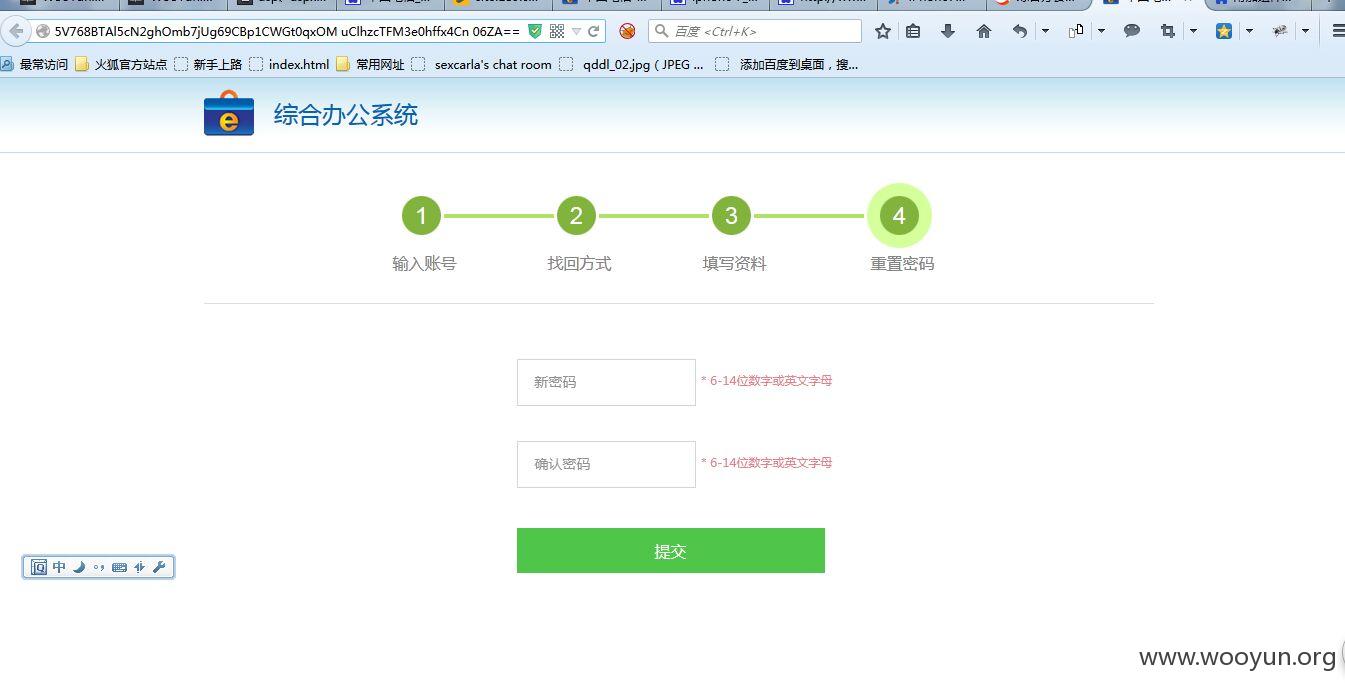 5V768BTAl5cN2ghOmb7jUg69CBp1CWGt0qxOM uClhzcTFM3e0hffx4Cn 06ZA==
百度 <Ctrl+K>
最常访问 火狐官方站点 新手上路 index.html 常用网址 sexcarla's chat room qddl_02.jpg ( JPEG ... 添加百度到桌面，搜...
e 综合办公系统
1 2 3 4
输入账号 找回方式 填写资料 重置密码
新密码 * 6-14位数字或英文字母
确认密码 * 6-14位数字或英文字母
提交
中
www.wooyun.org